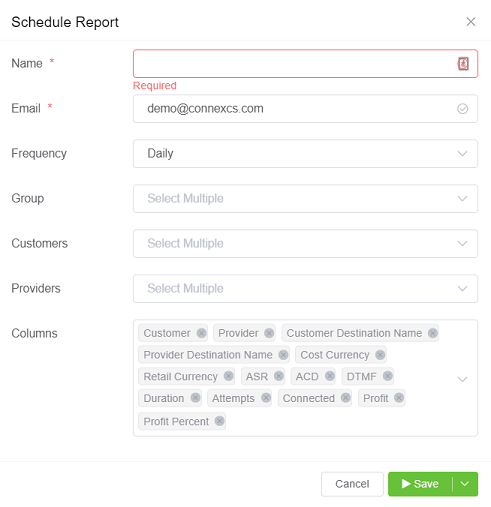 Schedule Report
Name *
Required
Email * demo@connexcs.com
Frequency Daily
Group Select Multiple
Customers Select Multiple
Providers Select Multiple
Columns Customer Provider Customer Destination Name
Provider Destination Name Cost Currency
Retail Currency ASR ACD DTMF
Duration Attempts Connected Profit
Profit Percent
Cancel Save